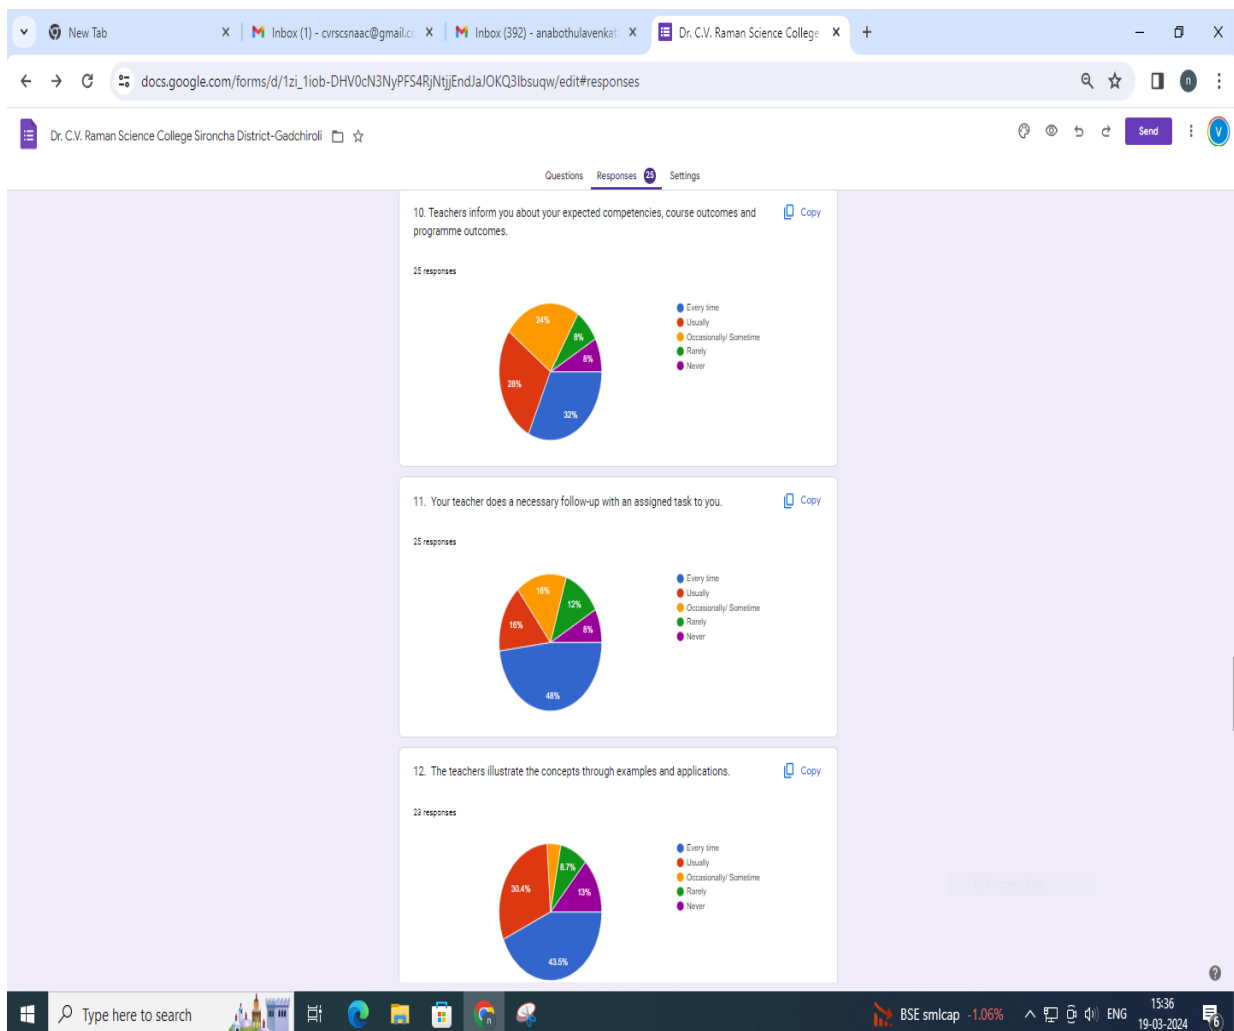 New Tab
Inbox (1) - cvrscsnaac@gmail.c
Inbox (392) - anabothulavenkat
Dr. C.V. Raman Science College
docs.google.com/forms/d/1zi_1iob-DHV0cN3NyPFS4RjNtjjEndJaJOKQ3Ibsuqw/edit#responses
n
Dr. C.V. Raman Science College Sironcha District-Gadchiroli
Send
V
Questions Responses 25 Settings
10. Teachers inform you about your expected competencies, course outcomes and
programme outcomes.
Copy
25 responses
24%
8%
8%
28%
32%
Every time
Usually
Occasionally/ Sometime
Rarely
Never
11. Your teacher does a necessary follow-up with an assigned task to you.
Copy
25 responses
16%
12%
8%
16%
48%
Every time
Usually
Occasionally/ Sometime
Rarely
Never
12. The teachers illustrate the concepts through examples and applications.
Copy
23 responses
8.7%
30.4%
13%
43.5%
Every time
Usually
Occasionally/ Sometime
Rarely
Never
Type here to search
BSE smlcap -1.06%
ENG
15:36
19-03-2024
6